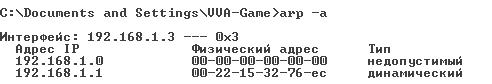 C:\Documents and Settings\VVA-Game>arp -a
Интерфейс: 192.168.1.3 --- 0x3
Адрес IP Физический адрес Тип
192.168.1.0 00-00-00-00-00-00 недопустимый
192.168.1.1 00-22-15-32-76-ec динамический